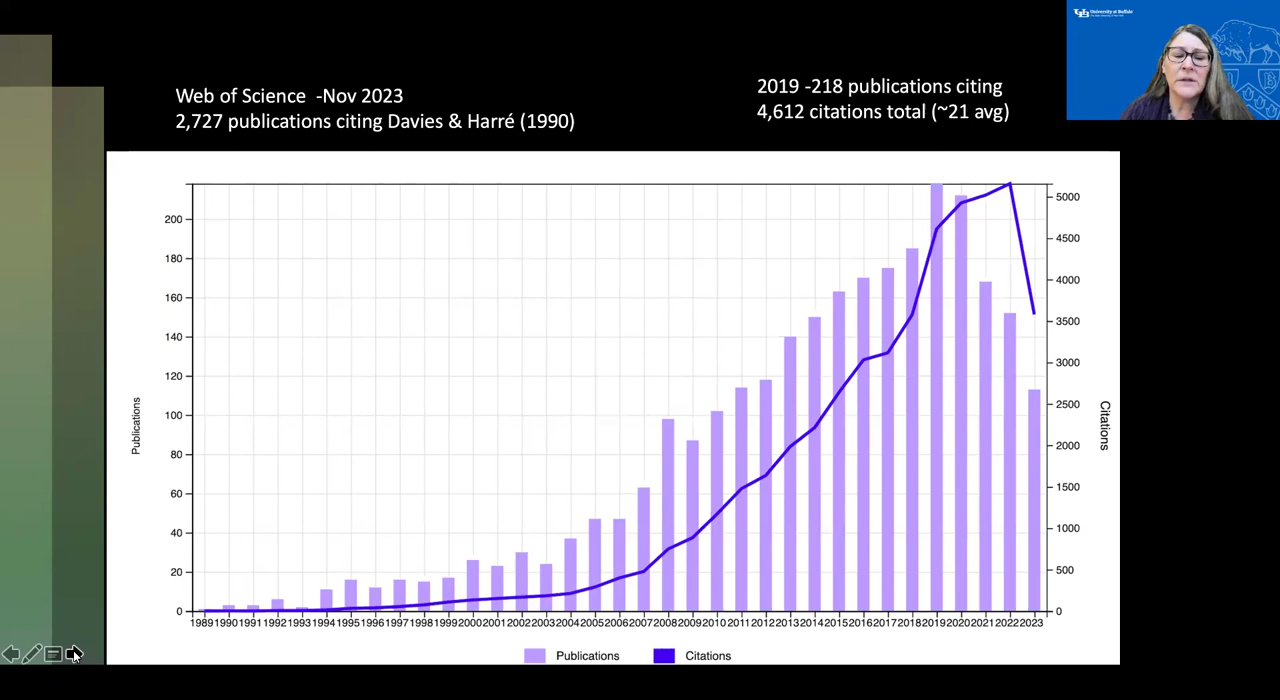 University at Buffalo
Web of Science -Nov 2023
2,727 publications citing Davies & Harré (1990)
2019 -218 publications citing
4,612 citations total (~21 avg)
200
180
160
140
120
100
80
60
40
20
0
Publications
5000
4500
4000
3500
3000
2500
2000
1500
1000
500
0
Citations
1989 1990 1991 1992 1993 1994 1995 1996 1997 1998 1999 2000 2001 2002 2003 2004 2005 2006 2007 2008 2009 2010 2011 2012 2013 2014 2015 2016 2017 2018 2019 2020 2021 2022 2023
Publications Citations